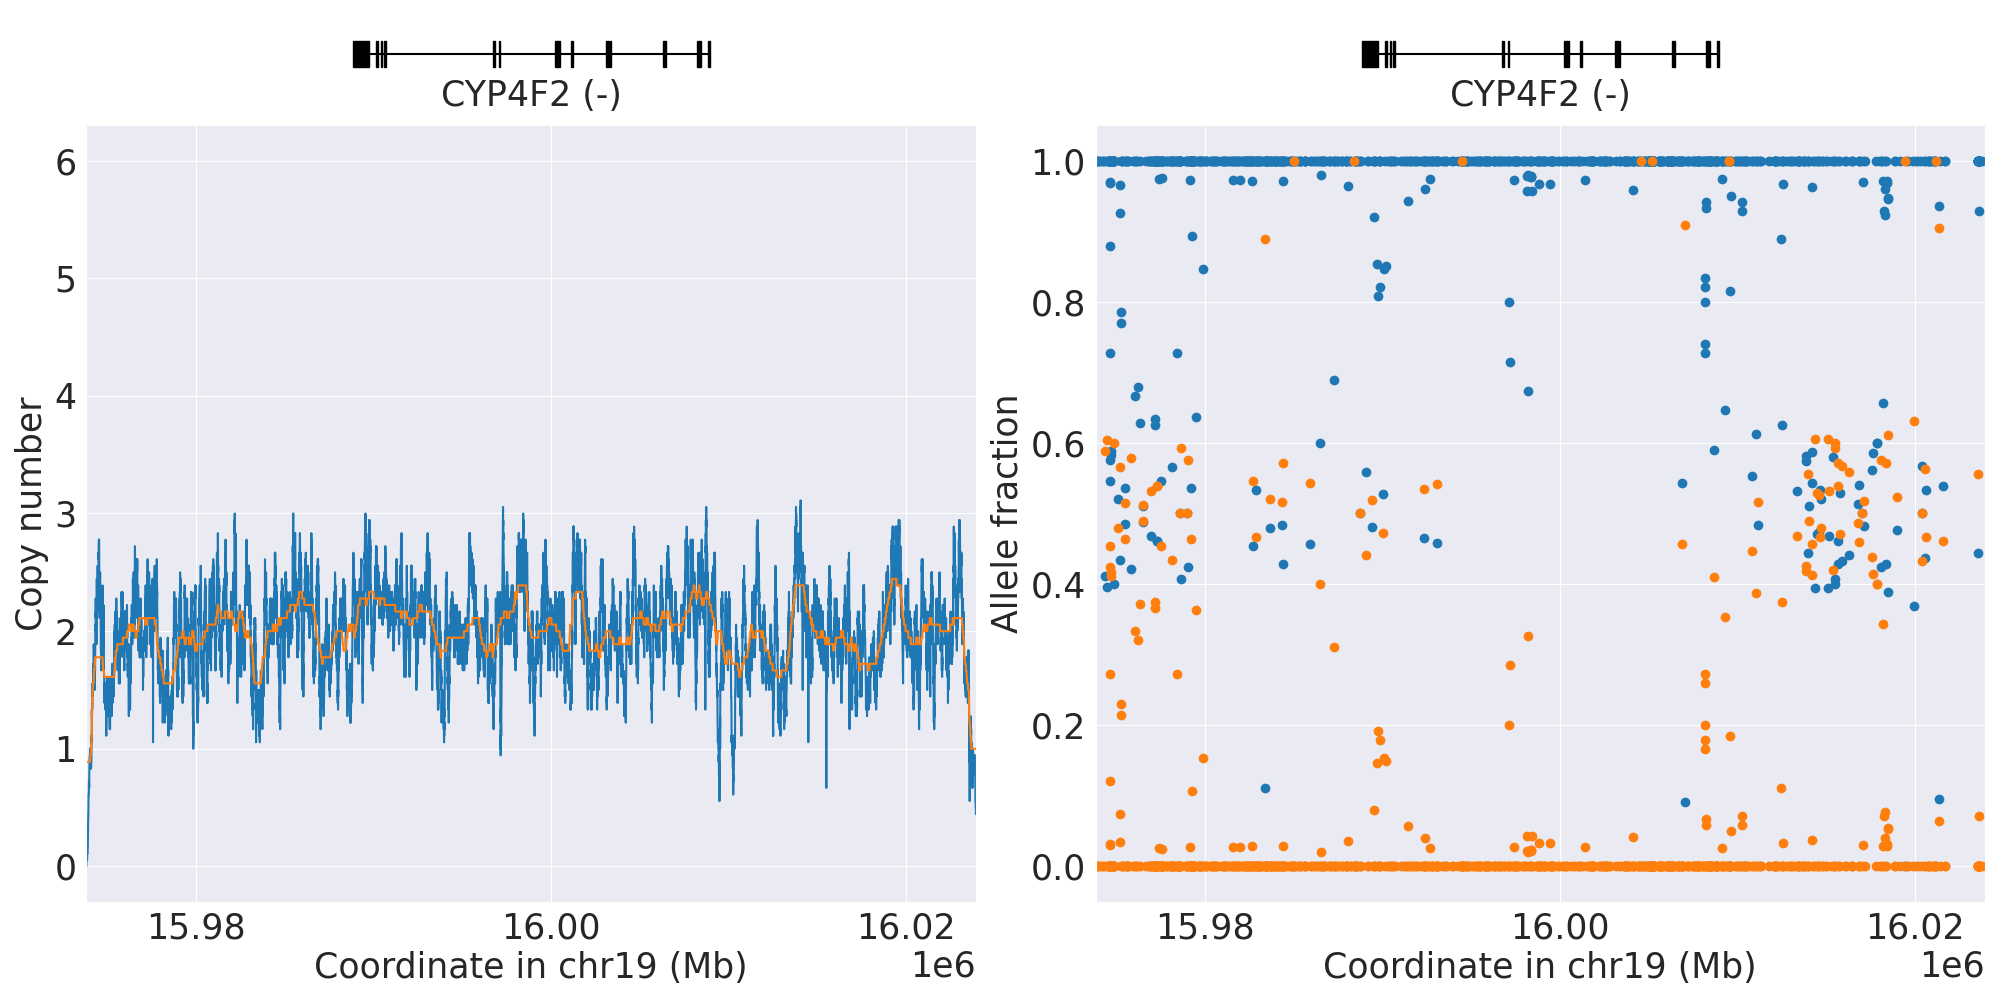 CYP4F2 (-)
6
5
4
3
2
1
0
Copy number
15.98
16.00
16.02
Coordinate in chr19 (Mb)
1e6
CYP4F2 (-)
1.0
0.8
0.6
0.4
0.2
0.0
Allele fraction
15.98
16.00
16.02
Coordinate in chr19 (Mb)
1e6